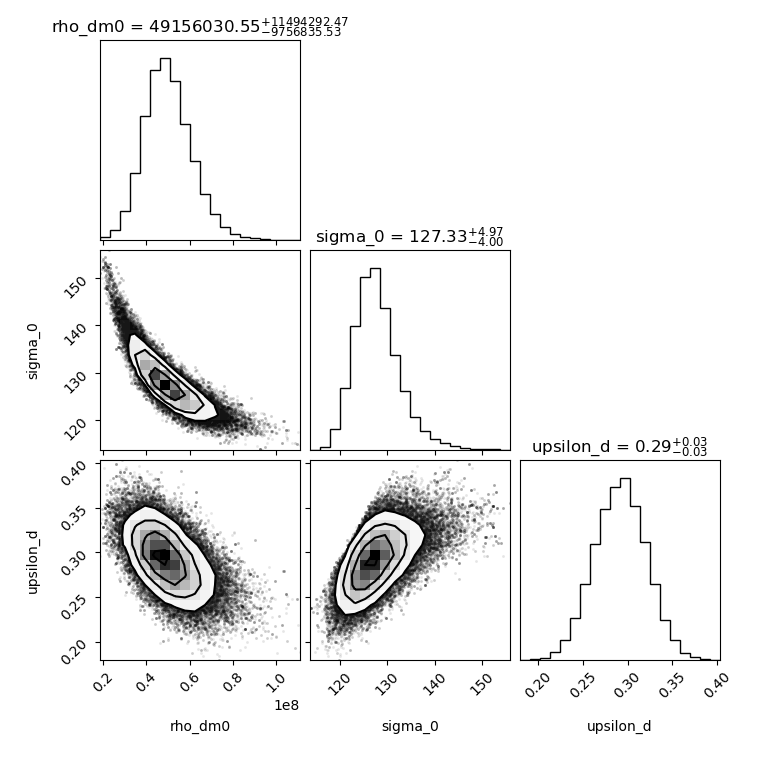 rho_dm0 = 49156030.55+11494292.47−9756835.53
sigma_0 = 127.33+4.97−4.00
150
140
130
120
sigma_0
upsilon_d = 0.29+0.03−0.03
0.40
0.35
0.30
0.25
0.20
upsilon_d
0.2 0.4 0.6 0.8 1.0
1e8
rho_dm0
120 130 140 150
sigma_0
0.20 0.25 0.30 0.35 0.40
upsilon_d